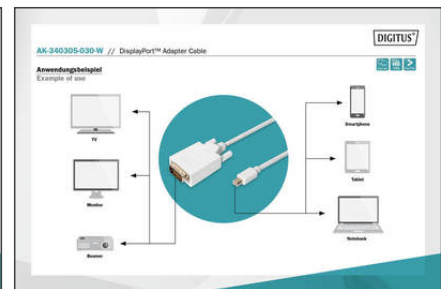 DIGITUS®
AK-340305-030-W // DisplayPort™ Adapter Cable
Anwendungsbeispiel
Example of use
TV
Smartphone
Monitor
Tablet
Beamer
Notebook